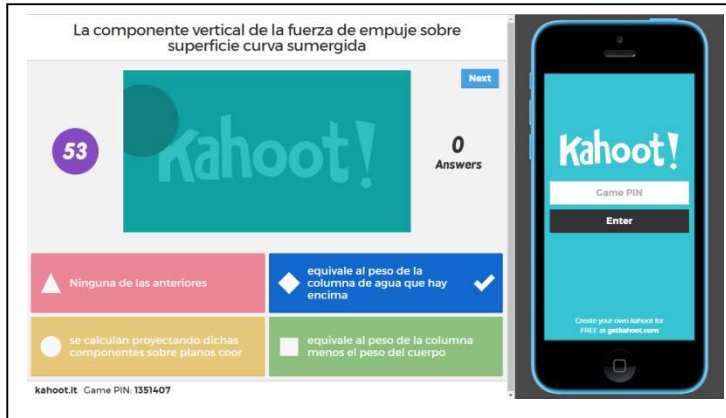 La componente vertical de la fuerza de empuje sobre
superficie curva sumergida
Next
53
Kahoot!
0
Answers
Ninguna de las anteriores
equivale al peso de la
columna de agua que hay
encima
se calculan proyectando dichas
componentes sobre planos coor
equivale al peso de la columna
menos el peso del cuerpo
kahoot.it Game PIN: 1351407
Kahoot!
Game PIN
Enter
Create your own kahoot for
FREE at getkahoot.com